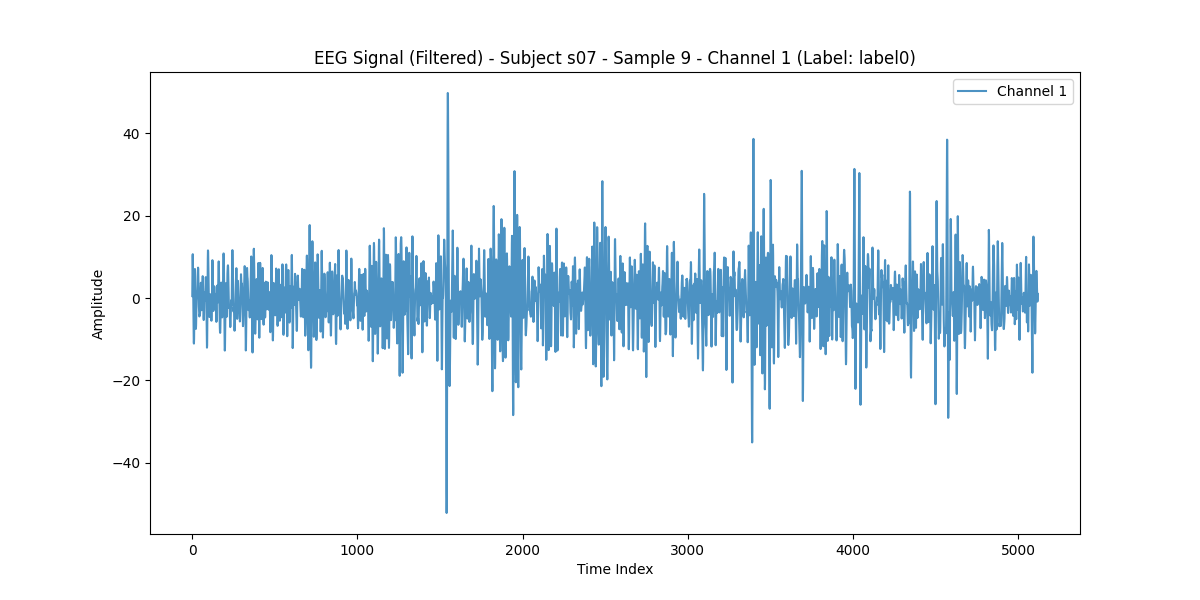 EEG Signal (Filtered) - Subject s07 - Sample 9 - Channel 1 (Label: label0)
Channel 1
Amplitude
40
20
0
−20
−40
0 1000 2000 3000 4000 5000
Time Index